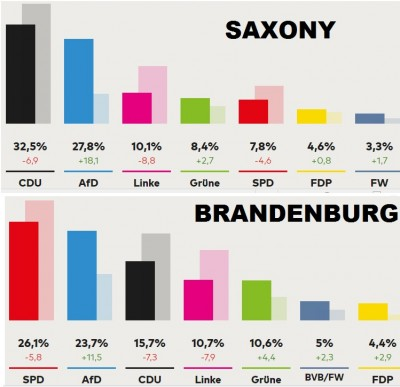 SAXONY
32,5% 27,8% 10,1% 8,4% 7,8% 4,6% 3,3%
-6,9 +18,1 -8,8 +2,7 -4,6 +0,8 +1,7
CDU AfD Linke Grüne SPD FDP FW
BRANDENBURG
26,1% 23,7% 15,7% 10,7% 10,6% 5% 4,4%
-5,8 +11,5 -7,3 -7,9 +4,4 +2,3 +2,9
SPD AfD CDU Linke Grüne BVB/FW FDP